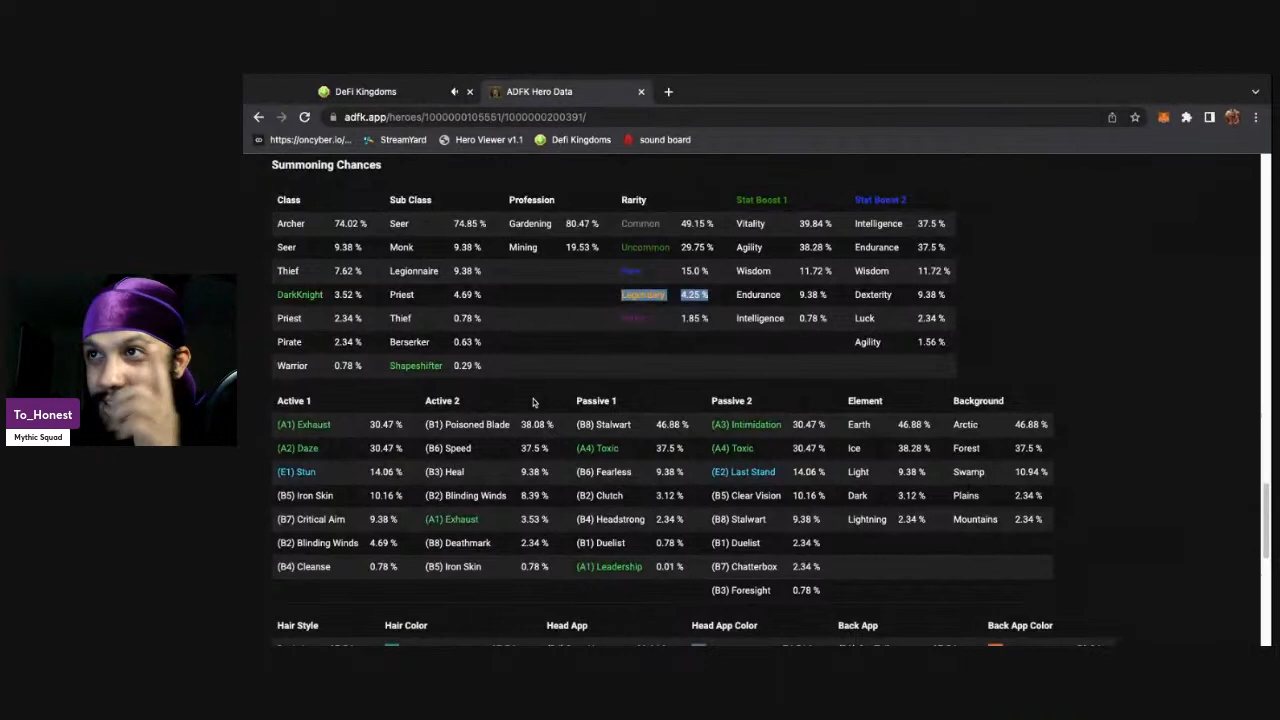 DeFi Kingdoms
ADFK Hero Data
adfk.app/heroes/1000000105551/1000000200391/
https://oncyber.io/... StreamYard Hero Viewer v1.1 Defi Kingdoms sound board
Summoning Chances
Class Sub Class Profession Rarity Stat Boost 1 Stat Boost 2
Archer 74.02 % Seer 74.85 % Gardening 80.47 % Common 49.15 % Vitality 39.84 % Intelligence 37.5 %
Seer 9.38 % Monk 9.38 % Mining 19.53 % Uncommon 29.75 % Agility 38.28 % Endurance 37.5 %
Thief 7.62 % Legionnaire 9.38 % Rare 15.0 % Wisdom 11.72 % Wisdom 11.72 %
DarkKnight 3.52 % Priest 4.69 % Legendary 4.25 % Endurance 9.38 % Dexterity 9.38 %
Priest 2.34 % Thief 0.78 % 1.85 % Intelligence 0.78 % Luck 2.34 %
Pirate 2.34 % Berserker 0.63 % Agility 1.56 %
Warrior 0.78 % Shapeshifter 0.29 %
Active 1 Active 2 Passive 1 Passive 2 Element Background
(A1) Exhaust 30.47 % (B1) Poisoned Blade 38.08 % (B8) Stalwart 46.88 % (A3) Intimidation 30.47 % Earth 46.88 % Arctic 46.88 %
(A2) Daze 30.47 % (B6) Speed 37.5 % (A4) Toxic 37.5 % (A4) Toxic 30.47 % Ice 38.28 % Forest 37.5 %
(E1) Stun 14.06 % (B3) Heal 9.38 % (B6) Fearless 9.38 % (E2) Last Stand 14.06 % Light 9.38 % Swamp 10.94 %
(B5) Iron Skin 10.16 % (B2) Blinding Winds 8.39 % (B2) Clutch 3.12 % (B5) Clear Vision 10.16 % Dark 3.12 % Plains 2.34 %
(B7) Critical Aim 9.38 % (A1) Exhaust 3.53 % (B4) Headstrong 2.34 % (B8) Stalwart 9.38 % Lightning 2.34 % Mountains 2.34 %
(B2) Blinding Winds 4.69 % (B8) Deathmark 2.34 % (B1) Duelist 0.78 % (B1) Duelist 2.34 %
(B4) Cleanse 0.78 % (B5) Iron Skin 0.78 % (A1) Leadership 0.01 % (B7) Chatterbox 2.34 %
(B3) Foresight 0.78 %
Hair Style Hair Color Head App Head App Color Back App Back App Color
To_Honest
Mythic Squad